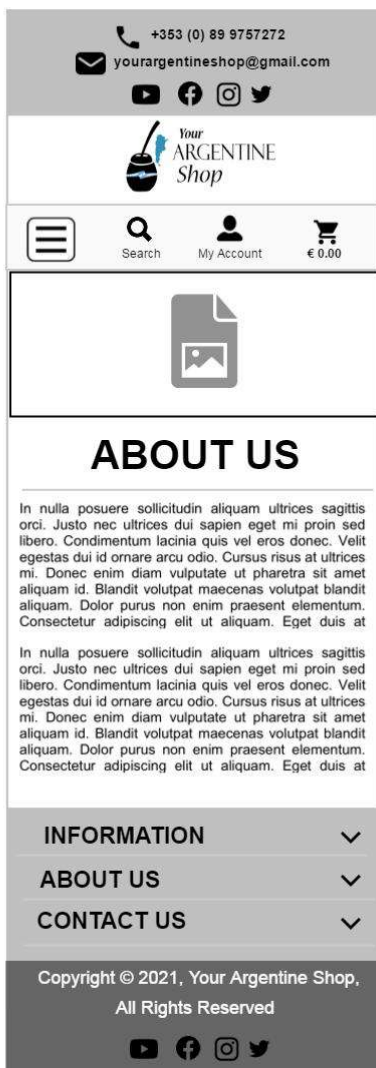 +353 (0) 89 9757272
yourargentineshop@gmail.com
Your
ARGENTINE
Shop
Search
My Account
€ 0.00
ABOUT US
In nulla posuere sollicitudin aliquam ultrices sagittis
orci. Justo nec ultrices dui sapien eget mi proin sed
libero. Condimentum lacinia quis vel eros donec. Velit
egestas dui id ornare arcu odio. Cursus risus at ultrices
mi. Donec enim diam vulputate ut pharetra sit amet
aliquam id. Blandit volutpat maecenas volutpat blandit
aliquam. Dolor purus non enim praesent elementum.
Consectetur adipiscing elit ut aliquam. Eget duis at
In nulla posuere sollicitudin aliquam ultrices sagittis
orci. Justo nec ultrices dui sapien eget mi proin sed
libero. Condimentum lacinia quis vel eros donec. Velit
egestas dui id ornare arcu odio. Cursus risus at ultrices
mi. Donec enim diam vulputate ut pharetra sit amet
aliquam id. Blandit volutpat maecenas volutpat blandit
aliquam. Dolor purus non enim praesent elementum.
Consectetur adipiscing elit ut aliquam. Eget duis at
INFORMATION
ABOUT US
CONTACT US
Copyright © 2021, Your Argentine Shop,
All Rights Reserved